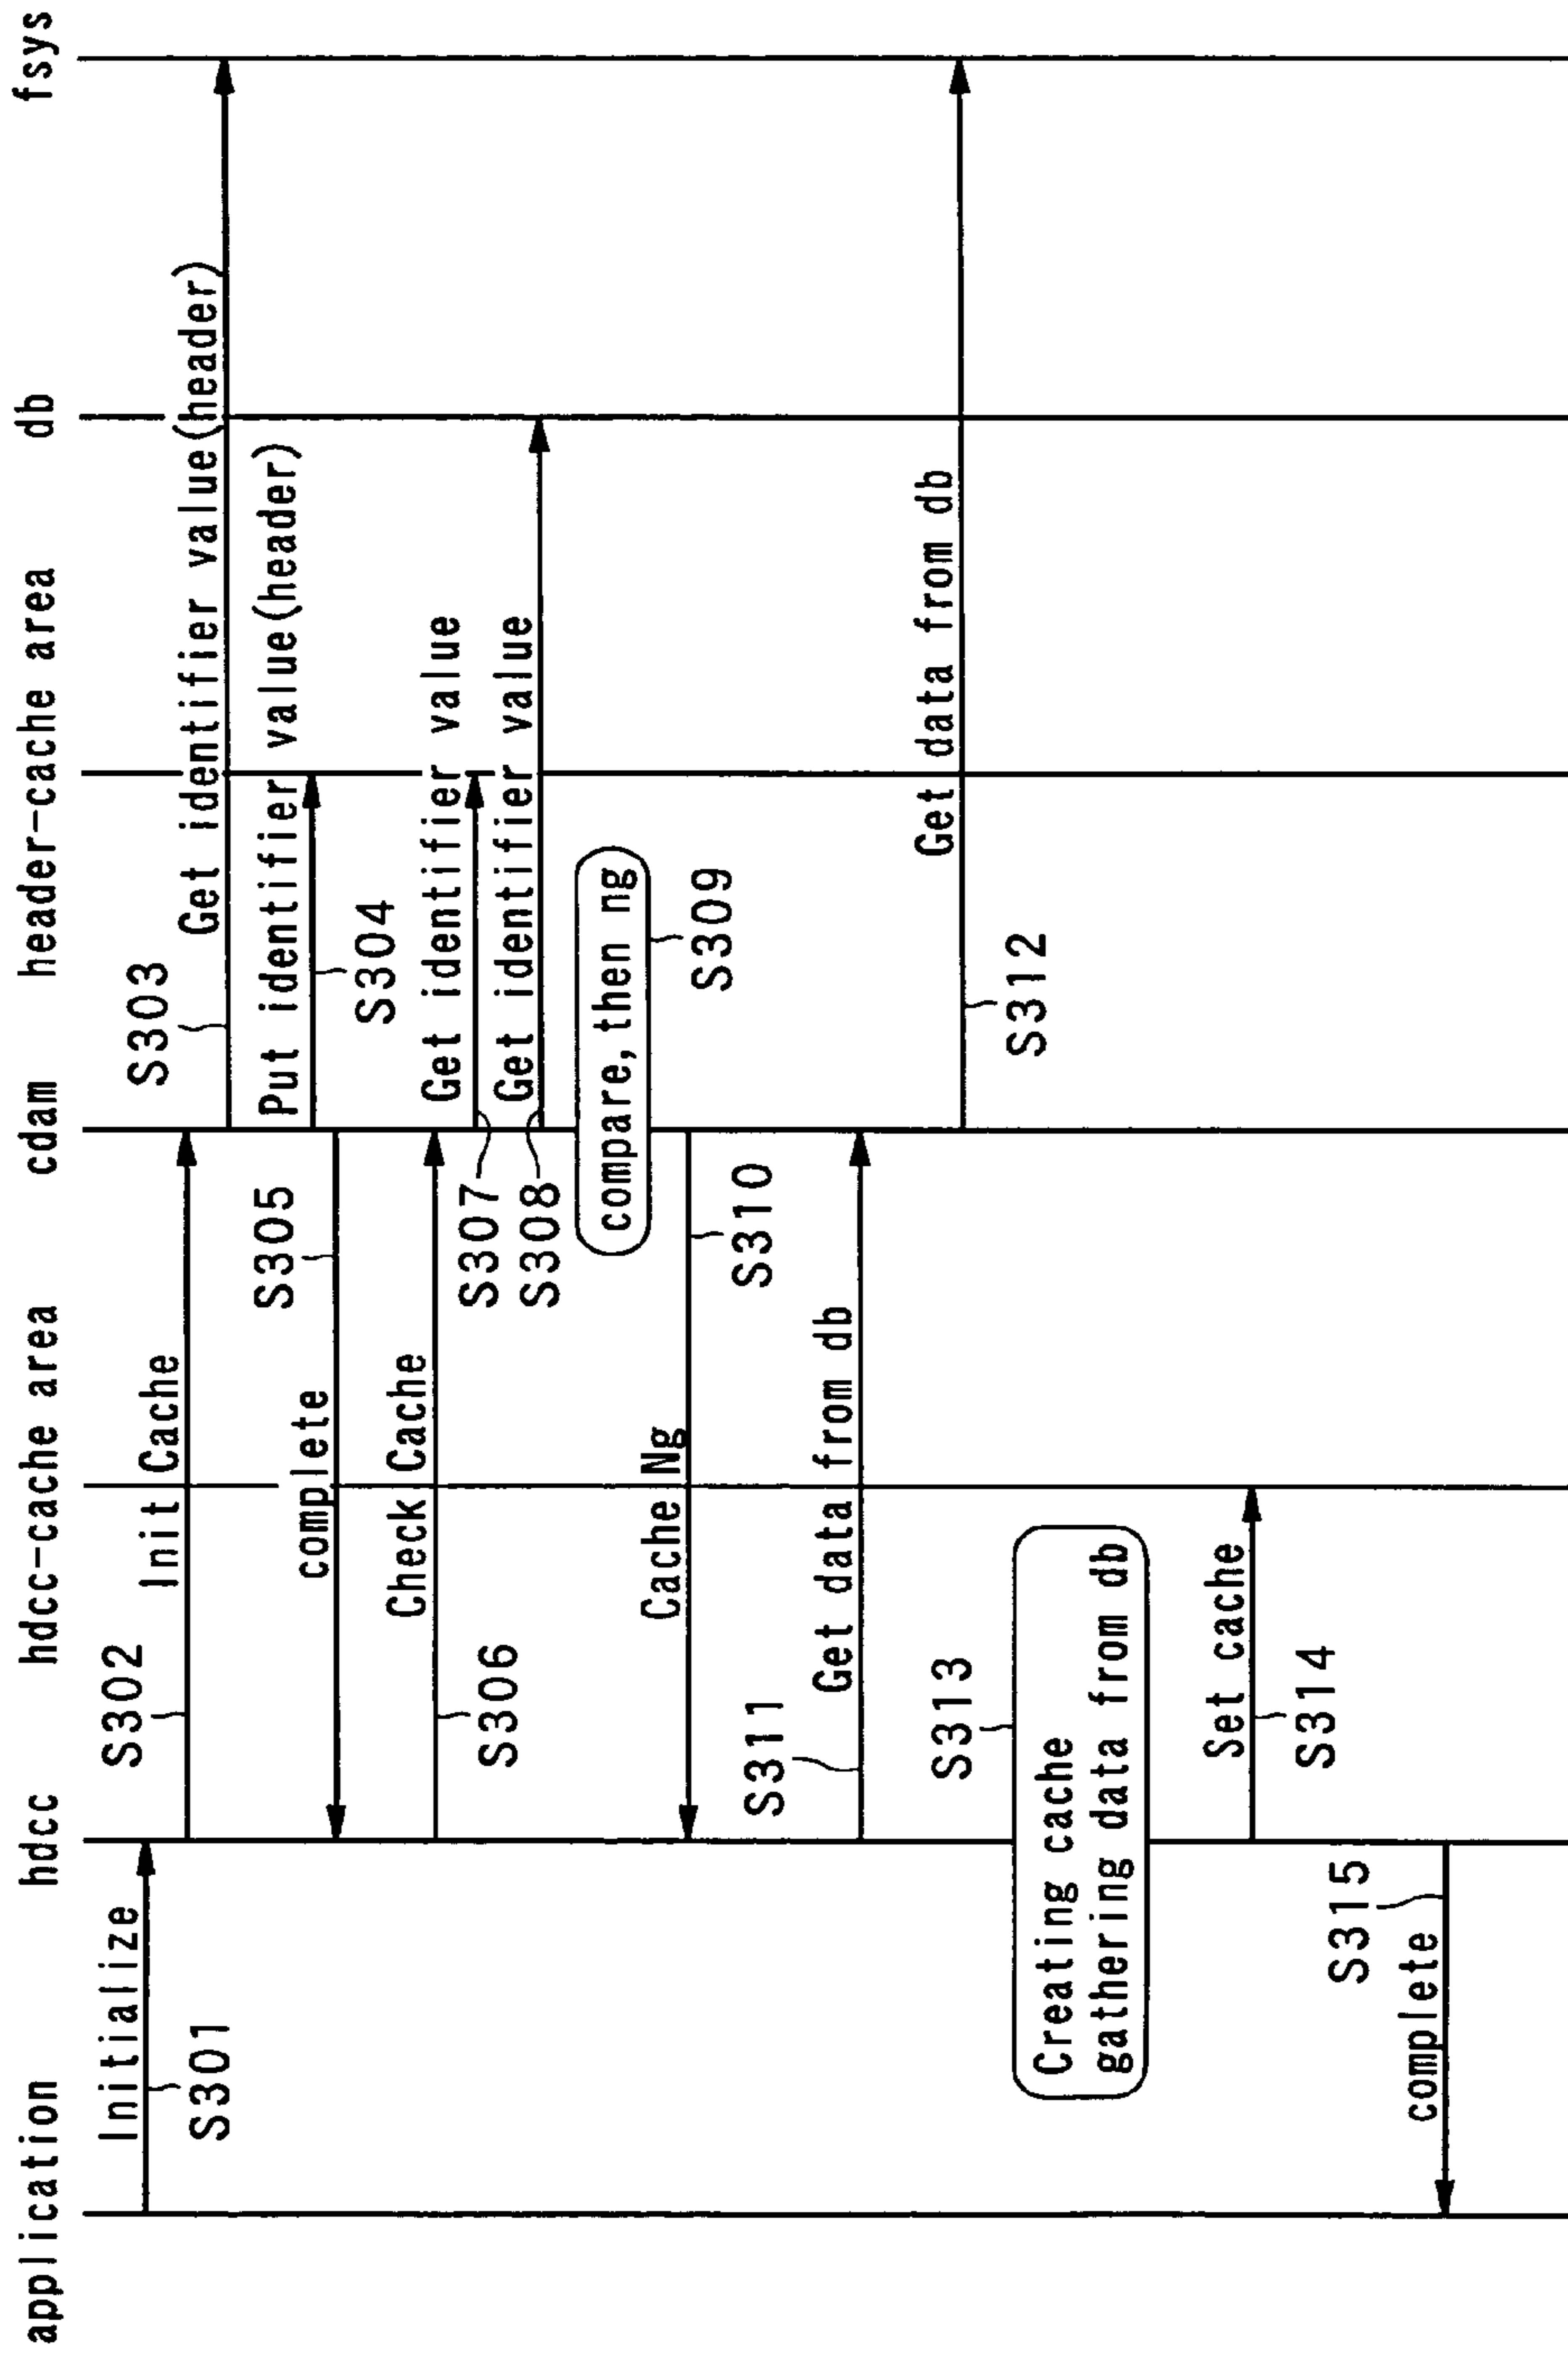 application
hdcc
hdcc-cache area
cdam
header-cache area
db
fsys
Initialize
S301
S302
Init Cache
S303
Get identifier value(header)
Put identifier value(header)
S304
S305
complete
Check Cache
S306
Get identifier value
S307
Get identifier value
S308
compare,then ng
S309
Cache Ng
S310
S311
Get data from db
Get data from db
S312
S313
Creating cache
gathering data from db
Set cache
S314
S315
complete